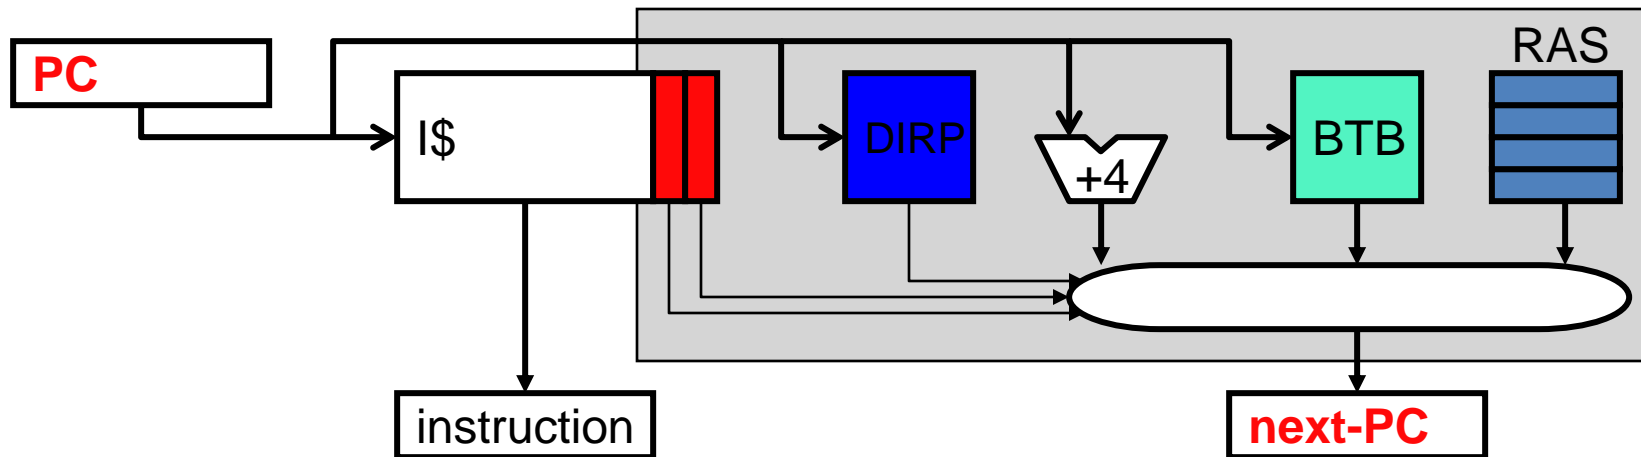 RAS
PC
I$
DIRP
+4
BTB
instruction
next-PC